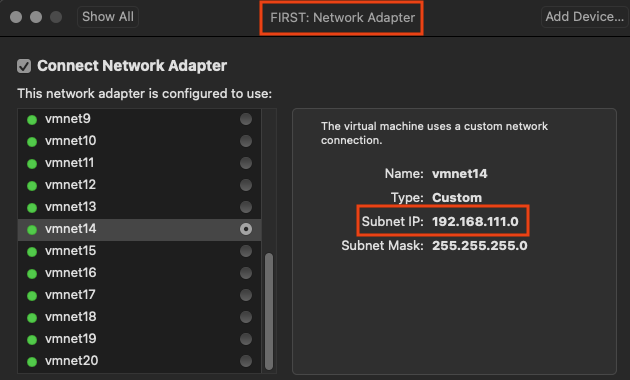 Show All
FIRST: Network Adapter
Add Device...
Connect Network Adapter
This network adapter is configured to use:
vmnet9
vmnet10
vmnet11
vmnet12
vmnet13
vmnet14
vmnet15
vmnet16
vmnet17
vmnet18
vmnet19
vmnet20
The virtual machine uses a custom network
connection.
Name: vmnet14
Type: Custom
Subnet IP: 192.168.111.0
Subnet Mask: 255.255.255.0